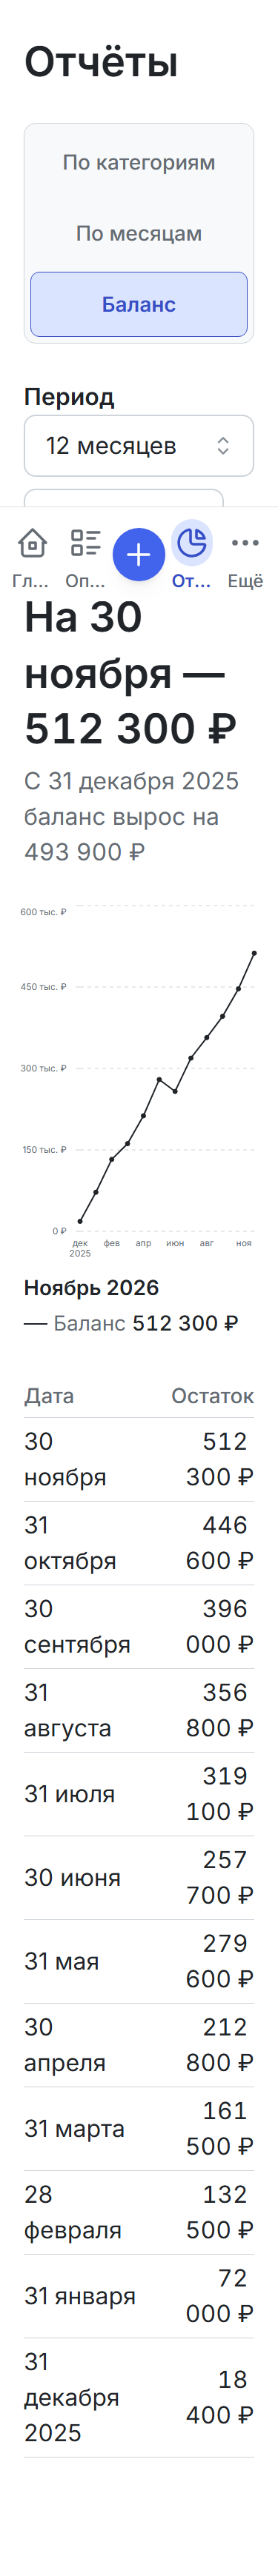 Отчёты
По категориям
По месяцам
Баланс
Период
12 месяцев
Гл...
Оп...
От...
Ещё
На 30
ноября —
512 300 ₽
С 31 декабря 2025
баланс вырос на
493 900 ₽
600 тыс. ₽
450 тыс. ₽
300 тыс. ₽
150 тыс. ₽
0 ₽
дек фев апр июн авг ноя
2025
Ноябрь 2026
Баланс 512 300 ₽
Дата Остаток
30 512
ноября 300 ₽
31 446
октября 600 ₽
30 396
сентября 000 ₽
31 356
августа 800 ₽
31 июля 319
100 ₽
30 июня 257
700 ₽
31 мая 279
600 ₽
30 212
апреля 800 ₽
31 марта 161
500 ₽
28 132
февраля 500 ₽
31 января 72
000 ₽
31
декабря 18
2025 400 ₽